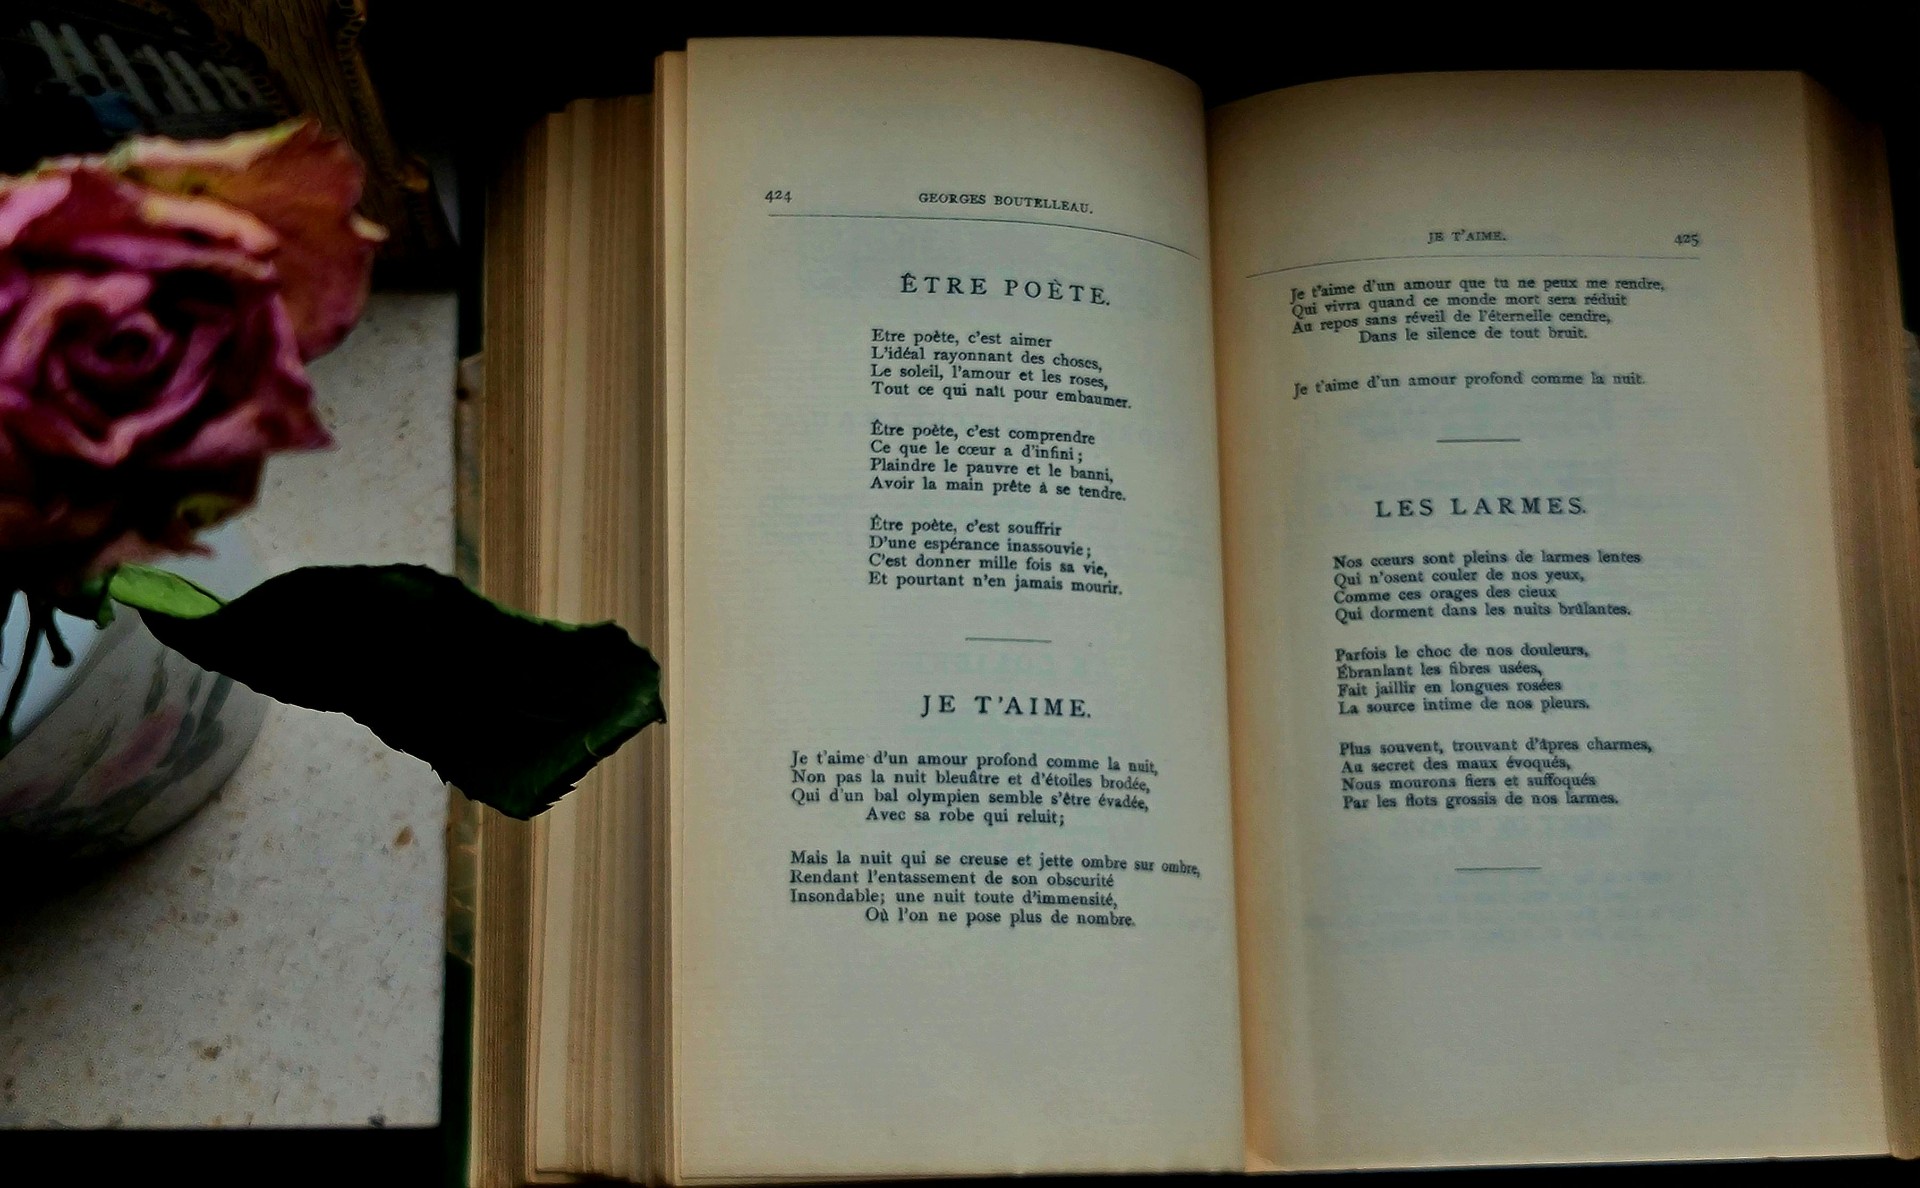 424 GEORGES BOUTELLEAU.
ÊTRE POÈTE.
Etre poète, c'est aimer
L'idéal rayonnant des choses,
Le soleil, l'amour et les roses,
Tout ce qui naît pour embaumer.
Être poète, c'est comprendre
Ce que le cœur a d'infini;
Plaindre le pauvre et le banni,
Avoir la main prête à se tendre.
Être poète, c'est souffrir
D'une espérance inassouvie;
C'est donner mille fois sa vie,
Et pourtant n'en jamais mourir.
JE T'AIME.
Je t'aime d'un amour profond comme la nuit,
Non pas la nuit bleuâtre et d'étoiles brodée,
Qui d'un bal olympien semble s'être évadée,
Avec sa robe qui reluit;
Mais la nuit qui se creuse et jette ombre sur ombre,
Rendant l'entassement de son obscurité
Insondable; une nuit toute d'immensité,
Où l'on ne pose plus de nombre.
JE T'AIME. 425
Je t'aime d'un amour que tu ne peux me rendre,
Qui vivra quand ce monde mort sera réduit
Au repos sans réveil de l'éternelle cendre,
Dans le silence de tout bruit.
Je t'aime d'un amour profond comme la nuit.
LES LARMES.
Nos cœurs sont pleins de larmes lentes
Qui n'osent couler de nos yeux,
Comme ces orages des cieux
Qui dorment dans les nuits brûlantes.
Parfois le choc de nos douleurs,
Ébranlant les fibres usées,
Fait jaillir en longues rosées
La source intime de nos pleurs.
Plus souvent, trouvant d'âpres charmes,
Au secret des maux évoqués,
Nous mourons fiers et suffoqués
Par les flots grossis de nos larmes.